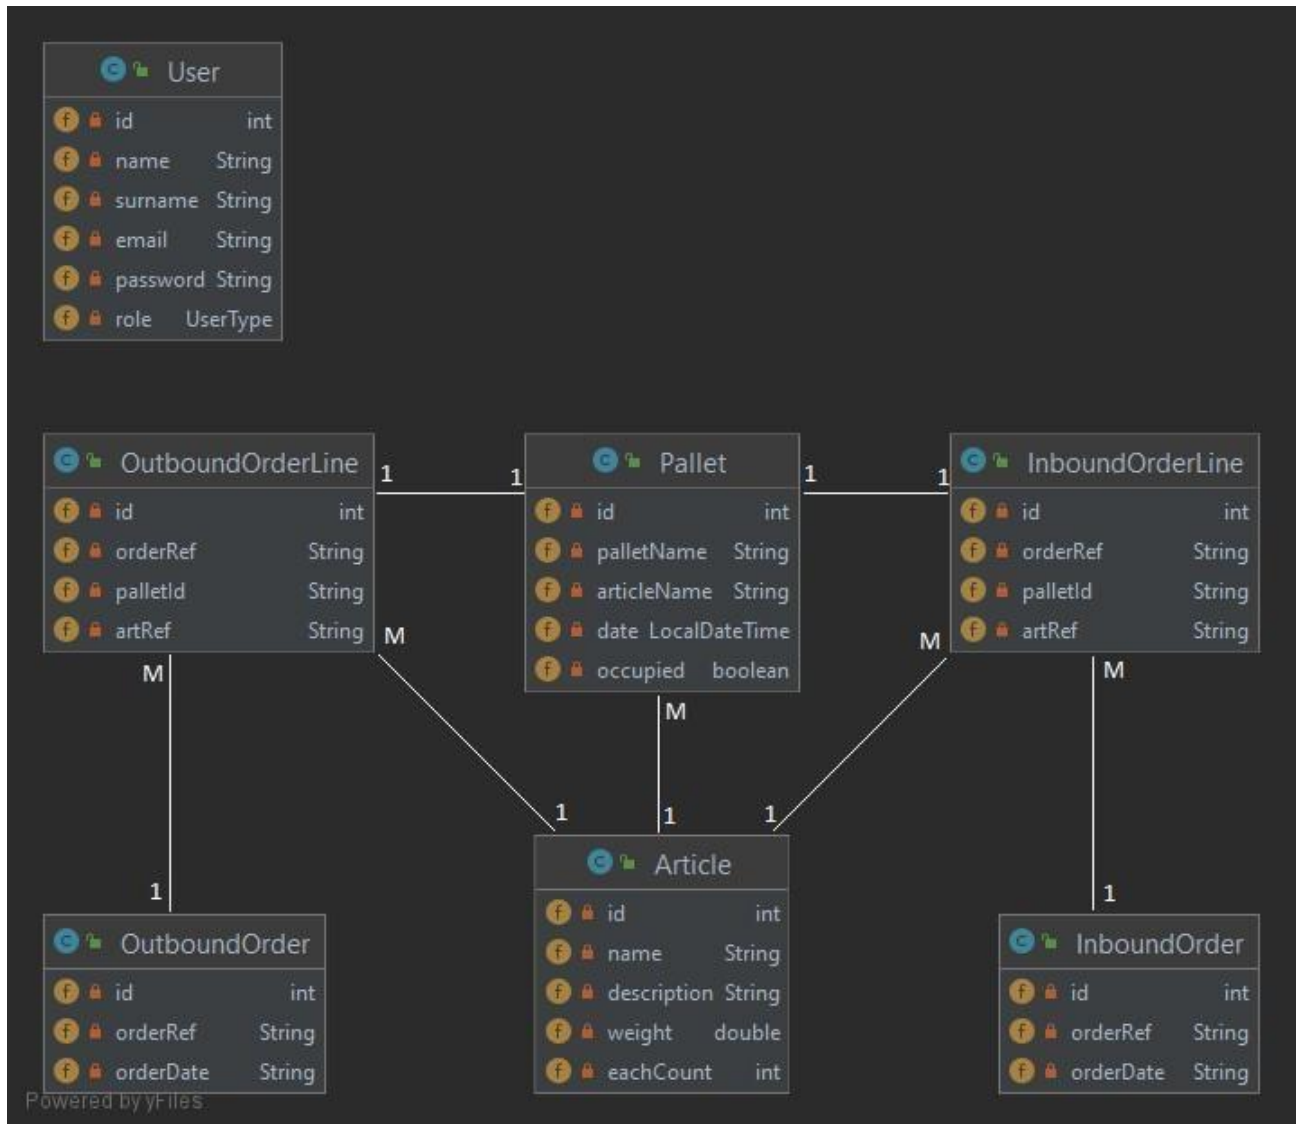 User
id int
name String
surname String
email String
password String
role UserType
OutboundOrderLine
id int
orderRef String
palletId String
artRef String
1 1
Pallet
id int
palletName String
articleName String
date LocalDateTime
occupied boolean
1 1
InboundOrderLine
id int
orderRef String
palletId String
artRef String
M
M
M
M
M
1
1
1
1
1
OutboundOrder
id int
orderRef String
orderDate String
Article
id int
name String
description String
weight double
eachCount int
InboundOrder
id int
orderRef String
orderDate String
Powered by yFiles